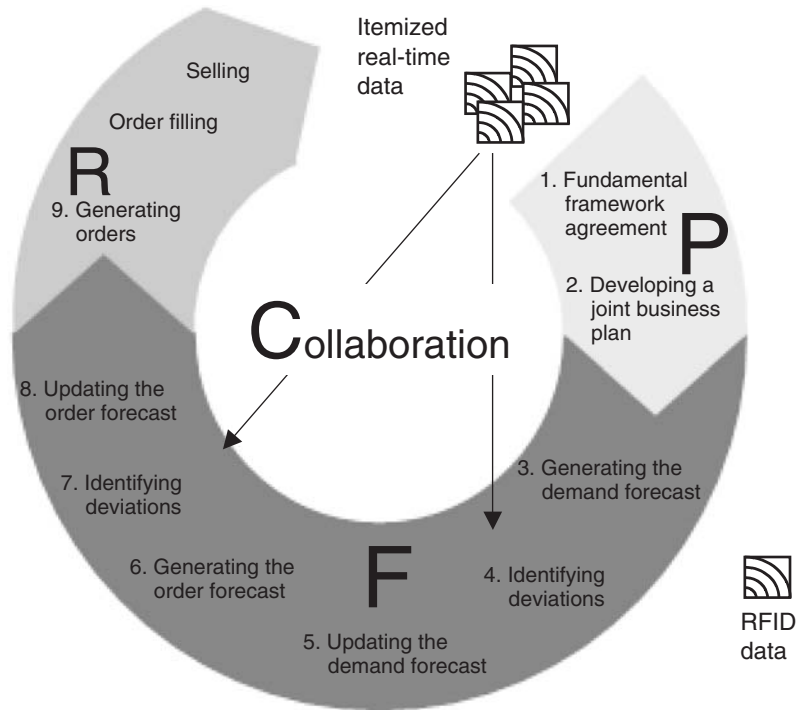 Itemized
real-time
data
Selling
Order filling
R
9. Generating
orders
1. Fundamental
framework
agreement
P
2. Developing a
joint business
plan
Collaboration
8. Updating the
order forecast
7. Identifying
deviations
6. Generating the
order forecast
F
5. Updating the
demand forecast
3. Generating the
demand forecast
4. Identifying
deviations
RFID
data